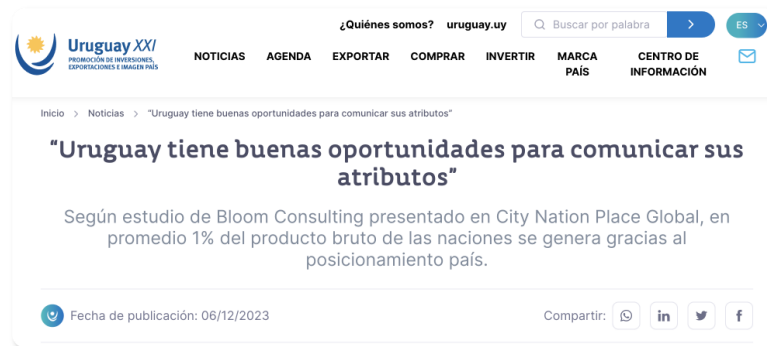 ¿Quiénes somos? uruguay.uy Buscar por palabra ES
Uruguay XXI
PROMOCIÓN DE INVERSIONES,
EXPORTACIONES E IMAGEN PAÍS
NOTICIAS AGENDA EXPORTAR COMPRAR INVERTIR MARCA PAÍS CENTRO DE INFORMACIÓN
Inicio > Noticias > "Uruguay tiene buenas oportunidades para comunicar sus atributos"
“Uruguay tiene buenas oportunidades para comunicar sus
atributos”
Según estudio de Bloom Consulting presentado en City Nation Place Global, en
promedio 1% del producto bruto de las naciones se genera gracias al
posicionamiento país.
Fecha de publicación: 06/12/2023 Compartir: